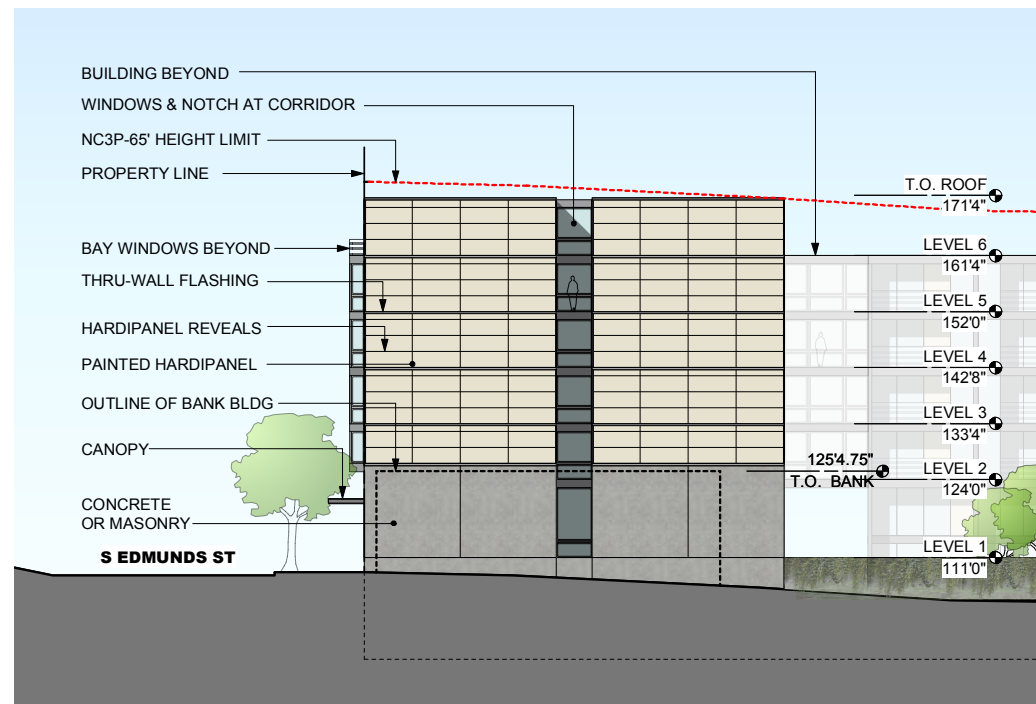 BUILDING BEYOND
WINDOWS & NOTCH AT CORRIDOR
NC3P-65' HEIGHT LIMIT
PROPERTY LINE
BAY WINDOWS BEYOND
THRU-WALL FLASHING
HARDIPANEL REVEALS
PAINTED HARDIPANEL
OUTLINE OF BANK BLDG
CANOPY
CONCRETE
OR MASONRY
S EDMUNDS ST
T.O. ROOF
171'4"
LEVEL 6
161'4"
LEVEL 5
152'0"
LEVEL 4
142'8"
LEVEL 3
133'4"
125'4.75"
T.O. BANK
LEVEL 2
124'0"
LEVEL 1
111'0"